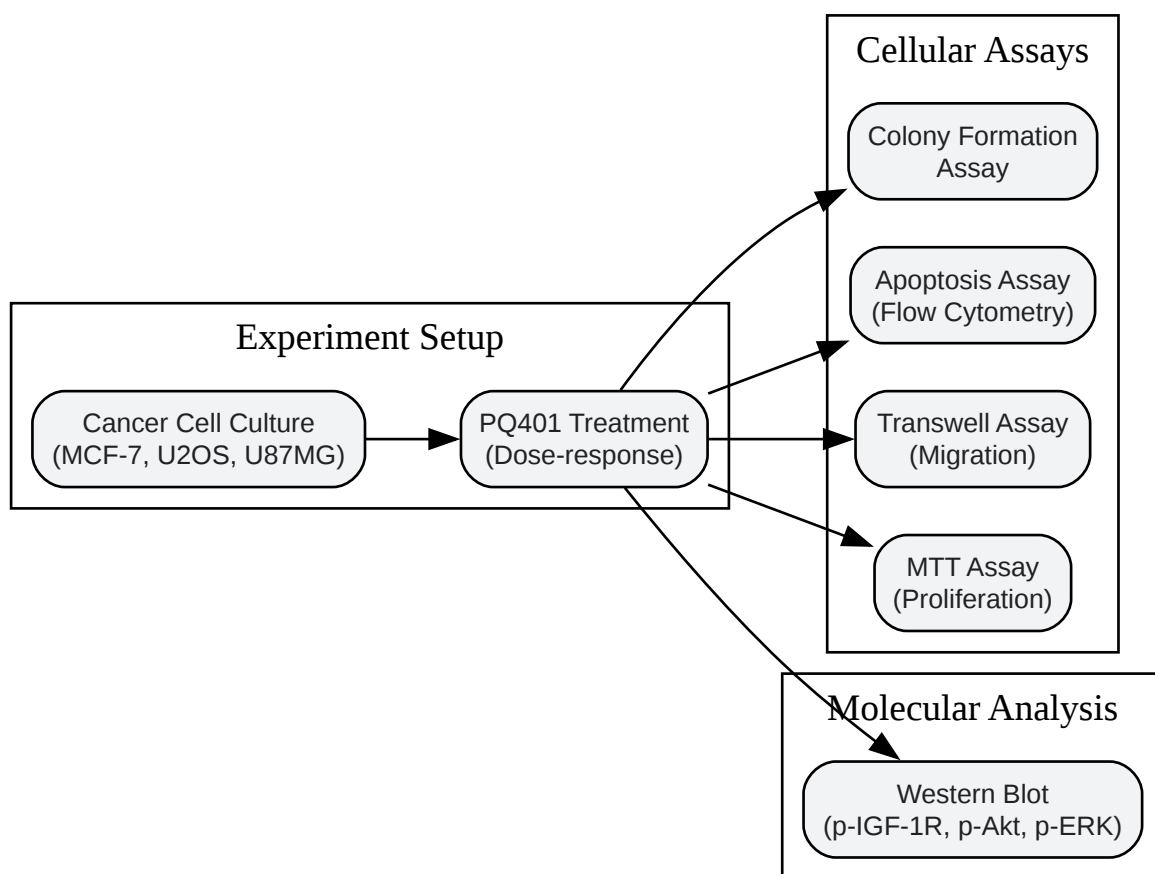 Cellular Assays
Colony Formation
Assay
Apoptosis Assay
(Flow Cytometry)
Experiment Setup
Cancer Cell Culture
(MCF-7, U2OS, U87MG)
PQ401 Treatment
(Dose-response)
Transwell Assay
(Migration)
MTT Assay
(Proliferation)
Molecular Analysis
Western Blot
(p-IGF-1R, p-Akt, p-ERK)